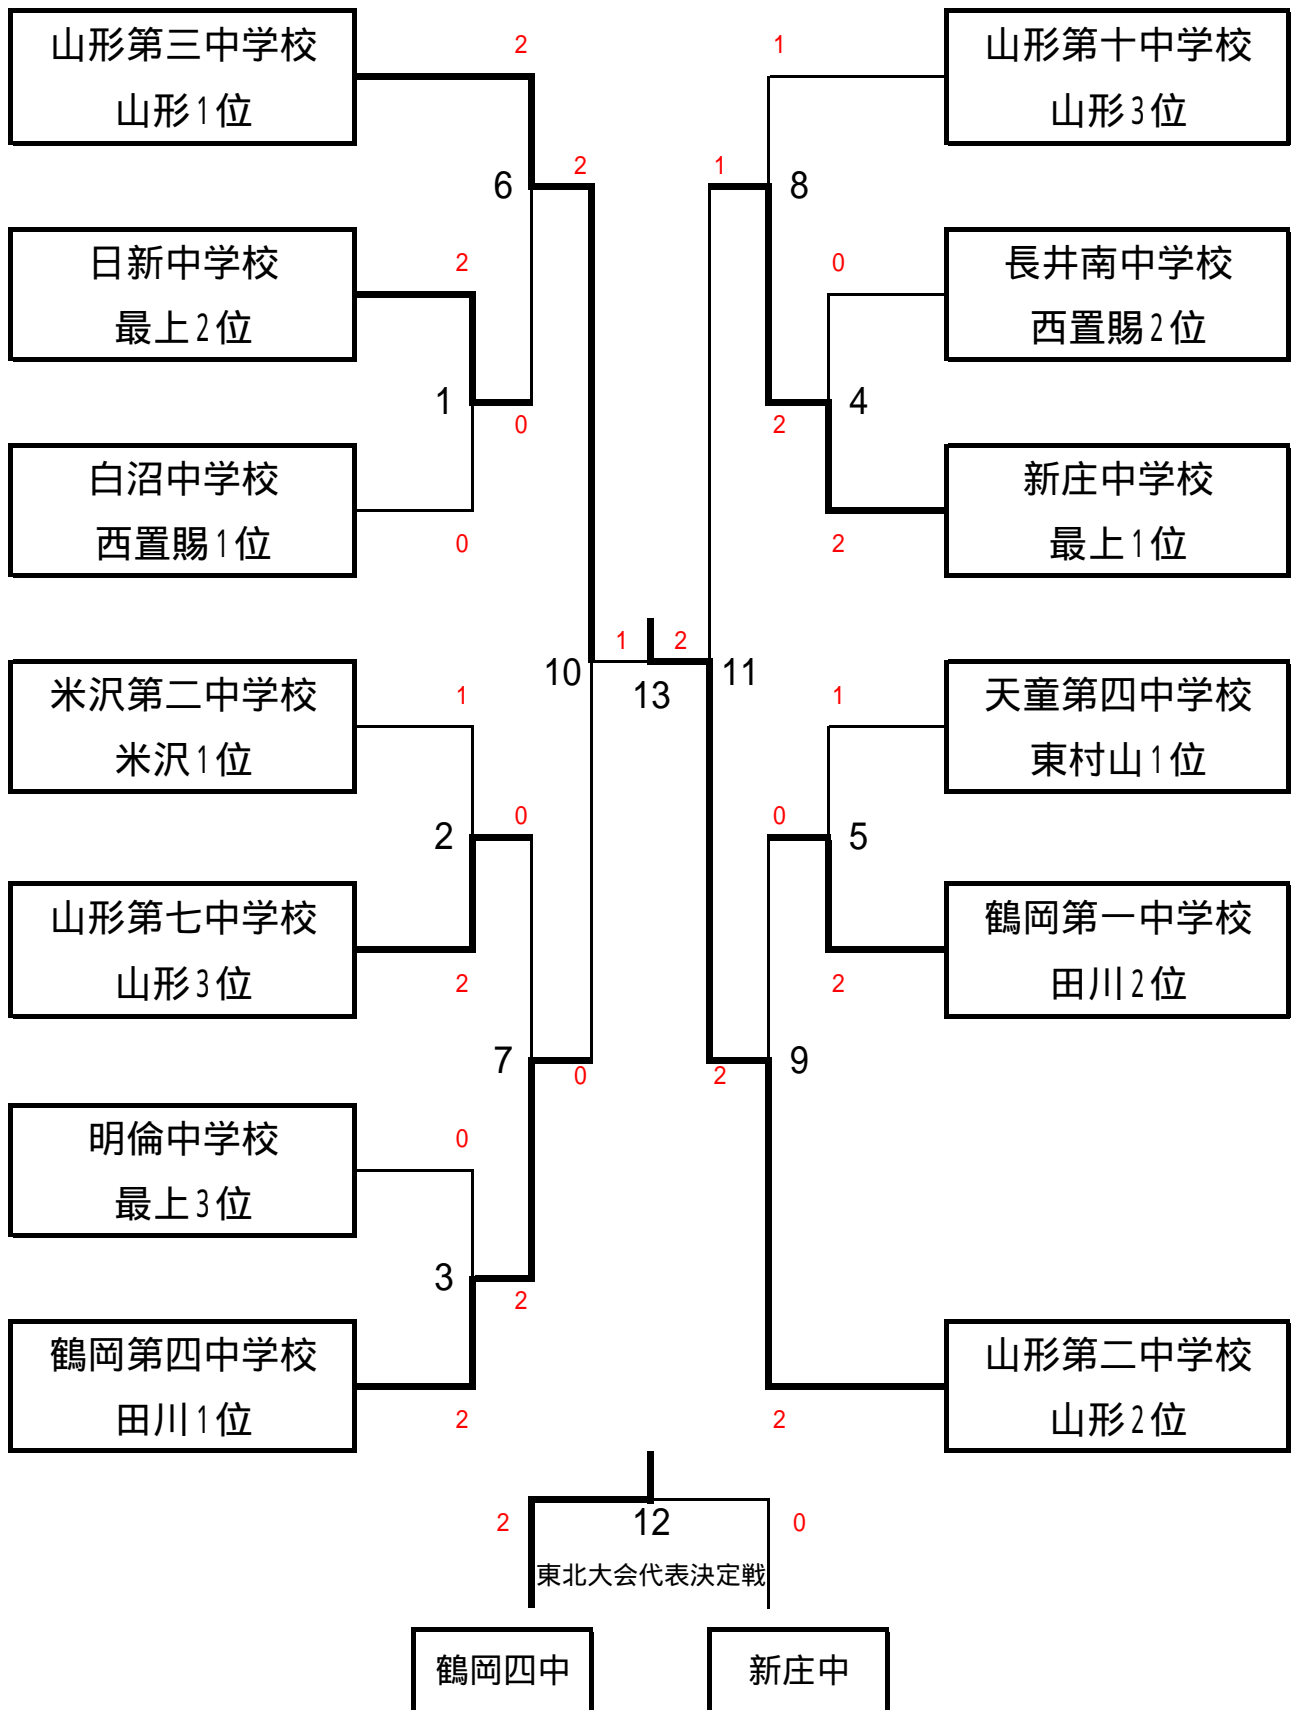 山形第三中学校
山形1位
日新中学校
最上2位
白沼中学校
西置賜1位
米沢第二中学校
米沢1位
山形第七中学校
山形3位
明倫中学校
最上3位
鶴岡第四中学校
田川1位
2
6
2
2
1
0
0
1
2
0
2
7
0
0
3
2
2
10
1
13
2
11
1
1
8
0
4
2
2
1
0
5
2
2
9
2
山形第十中学校
山形3位
長井南中学校
西置賜2位
新庄中学校
最上1位
天童第四中学校
東村山1位
鶴岡第一中学校
田川2位
山形第二中学校
山形2位
2
12
0
東北大会代表決定戦
鶴岡四中
新庄中